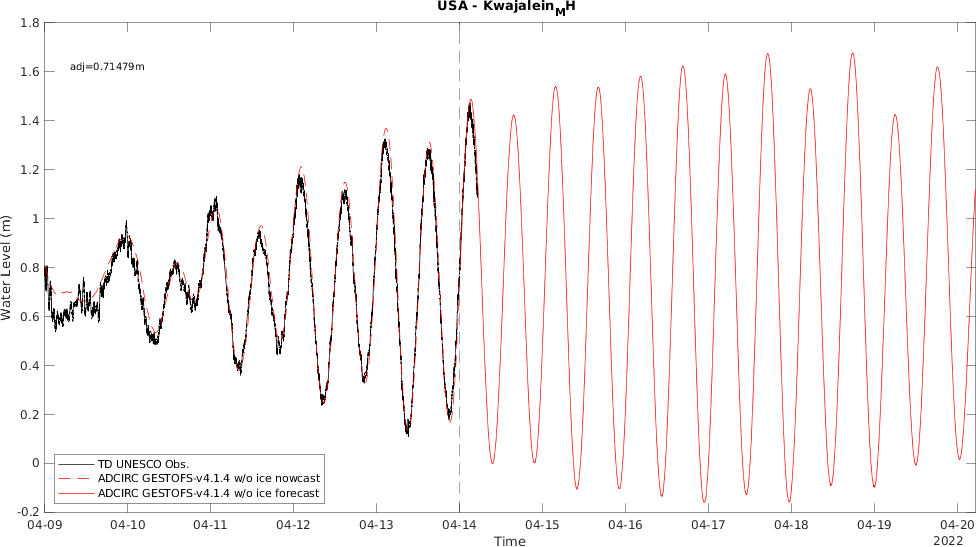 USA - Kwajalein_MH
adj=0.71479m
1.8
1.6
1.4
1.2
1
0.8
0.6
0.4
0.2
0
-0.2
Water Level (m)
TD UNESCO Obs.
ADCIRC GESTOFS-v4.1.4 w/o ice nowcast
ADCIRC GESTOFS-v4.1.4 w/o ice forecast
04-09 04-10 04-11 04-12 04-13 04-14 04-15 04-16 04-17 04-18 04-19 04-20
Time
2022